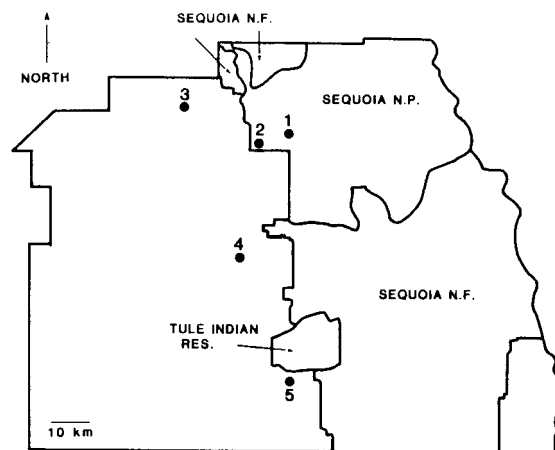 SEQUOIA N.F.
NORTH
3
SEQUOIA N.P.
1
2
4
SEQUOIA N.F.
TULE INDIAN
RES.
5
10 km